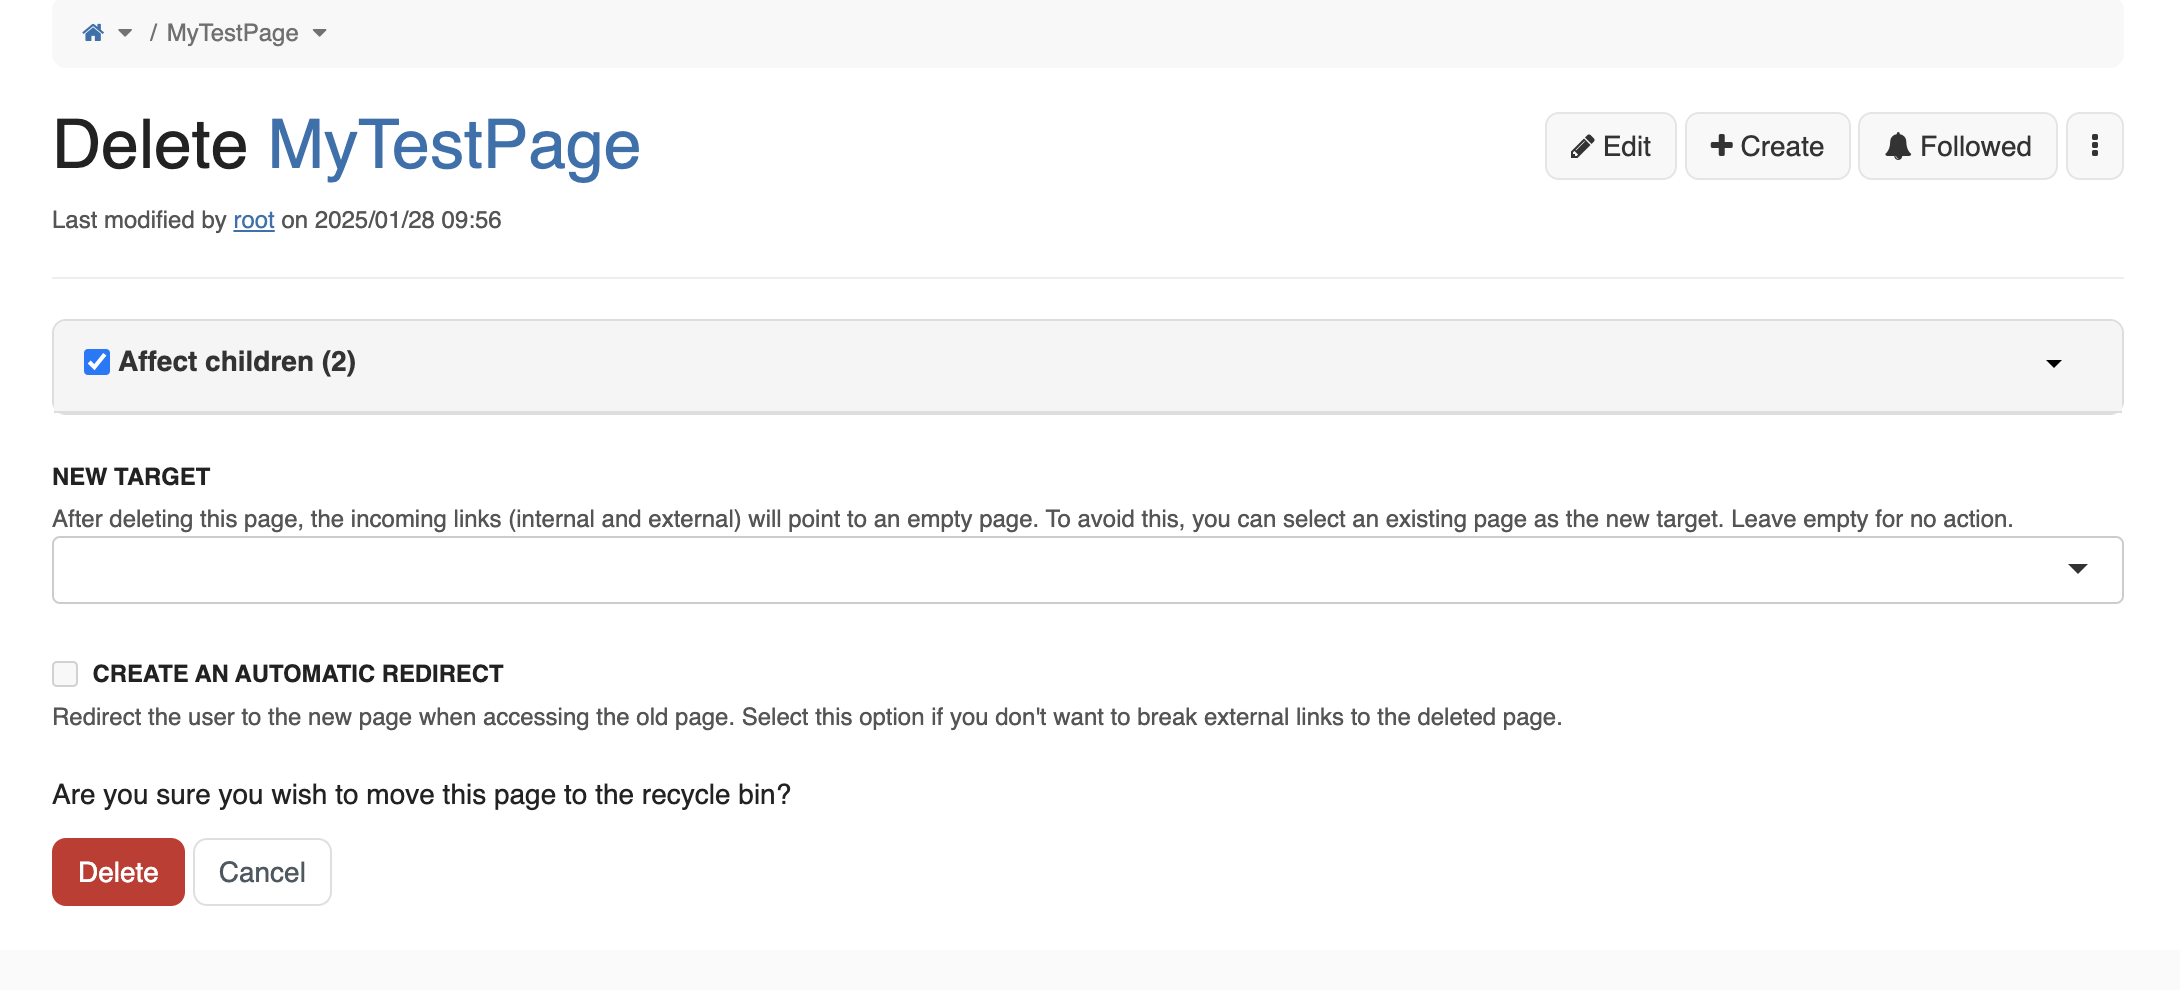 / MyTestPage
Delete MyTestPage
Edit
Create
Followed
Last modified by root on 2025/01/28 09:56
Affect children (2)
NEW TARGET
After deleting this page, the incoming links (internal and external) will point to an empty page. To avoid this, you can select an existing page as the new target. Leave empty for no action.
CREATE AN AUTOMATIC REDIRECT
Redirect the user to the new page when accessing the old page. Select this option if you don't want to break external links to the deleted page.
Are you sure you wish to move this page to the recycle bin?
Delete
Cancel